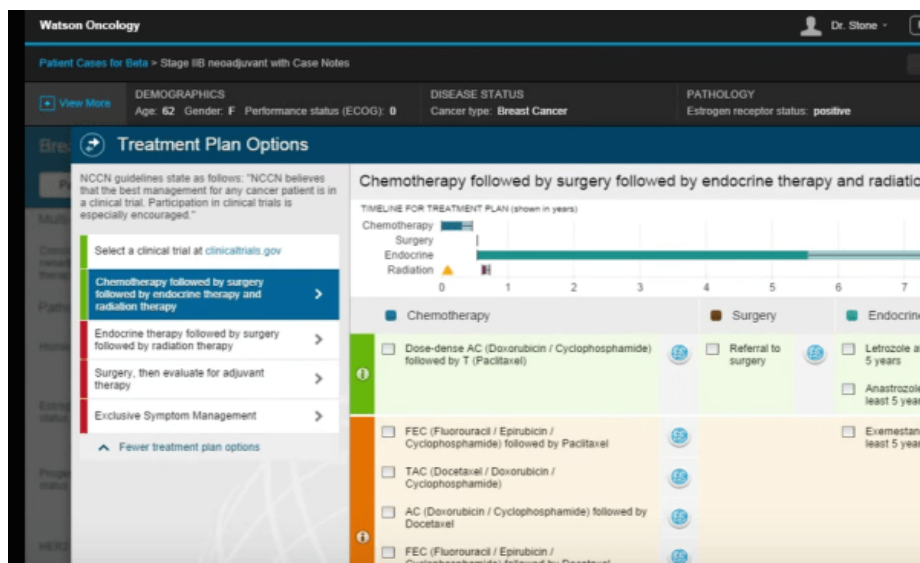 Watson Oncology
Dr. Stone
Patient Cases for Beta > Stage IIB neoadjuvant with Case Notes
View More
DEMOGRAPHICS
Age: 62 Gender: F Performance status (ECOG): 0
DISEASE STATUS
Cancer type: Breast Cancer
PATHOLOGY
Estrogen receptor status: positive
Treatment Plan Options
NCCN guidelines state as follows: "NCCN believes
that the best management for any cancer patient is in
a clinical trial. Participation in clinical trials is
especially encouraged."
Select a clinical trial at clinicaltrials.gov
Chemotherapy followed by surgery
followed by endocrine therapy and
radiation therapy
Endocrine therapy followed by surgery
followed by radiation therapy
Surgery, then evaluate for adjuvant
therapy
Exclusive Symptom Management
Fewer treatment plan options
Chemotherapy followed by surgery followed by endocrine therapy and radiatio
TIMELINE FOR TREATMENT PLAN (shown in years)
Chemotherapy
Surgery
Endocrine
Radiation
0 1 2 3 4 5 6 7
Chemotherapy
Surgery
Endocrine
Dose-dense AC (Doxorubicin / Cyclophosphamide)
followed by T (Paclitaxel)
Referral to
surgery
Letrozole a
5 years
Anastrozole
least 5 year
FEC (Fluorouracil / Epirubicin /
Cyclophosphamide) followed by Paclitaxel
Exemestan
least 5 year
TAC (Docetaxel / Doxorubicin /
Cyclophosphamide)
AC (Doxorubicin / Cyclophosphamide) followed by
Docetaxel
FEC (Fluorouracil / Epirubicin /
Cyclophosphamide) followed by Docetaxel